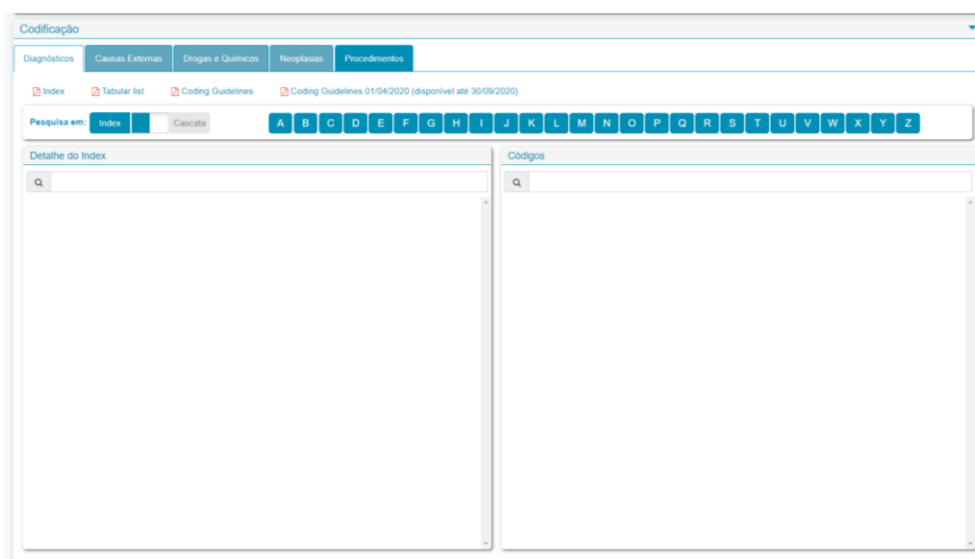 Codificação
Diagnósticos Causas Externas Drogas e Químicos Neoplasias Procedimentos
Index Tabular list Coding Guidelines Coding Guidelines 01/04/2020 (disponível até 30/09/2020)
Pesquisa em: Index Cascata A B C D E F G H I J K L M N O P Q R S T U V W X Y Z
Detalhe do Index Códigos